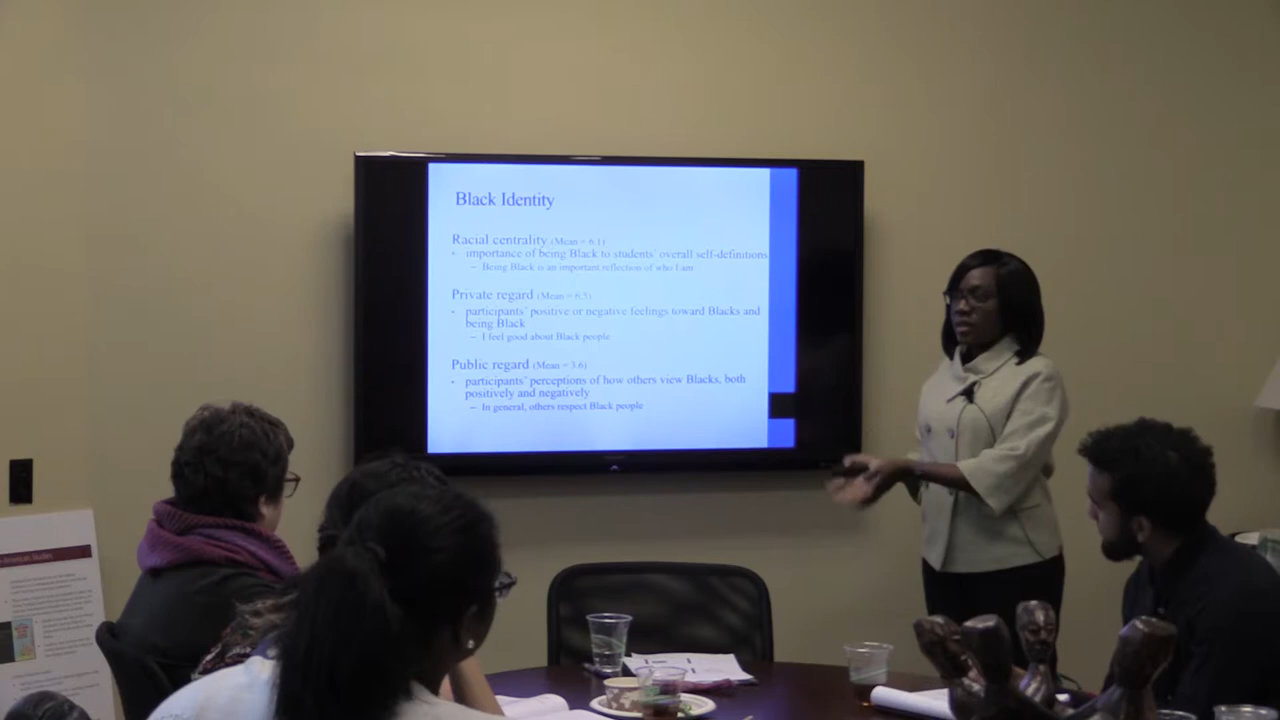 Black Identity
Racial centrality (Mean = 6.1)
• importance of being Black to students' overall self-definitions
– Being Black is an important reflection of who I am
Private regard (Mean = 6.5)
• participants' positive or negative feelings toward Blacks and
being Black
– I feel good about Black people
Public regard (Mean = 3.6)
• participants' perceptions of how others view Blacks, both
positively and negatively
– In general, others respect Black people
American Studies